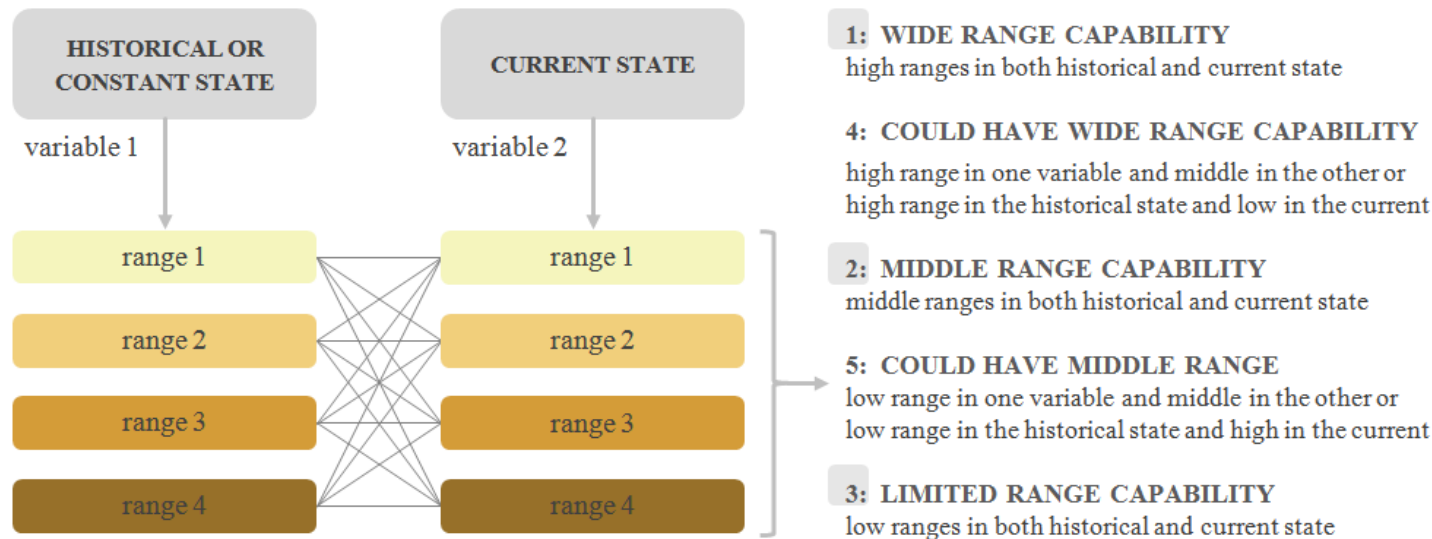 HISTORICAL OR
CONSTANT STATE
variable 1
range 1
range 2
range 3
range 4
CURRENT STATE
variable 2
range 1
range 2
range 3
range 4
1: WIDE RANGE CAPABILITY
high ranges in both historical and current state
4: COULD HAVE WIDE RANGE CAPABILITY
high range in one variable and middle in the other or
high range in the historical state and low in the current
2: MIDDLE RANGE CAPABILITY
middle ranges in both historical and current state
5: COULD HAVE MIDDLE RANGE
low range in one variable and middle in the other or
low range in the historical state and high in the current
3: LIMITED RANGE CAPABILITY
low ranges in both historical and current state